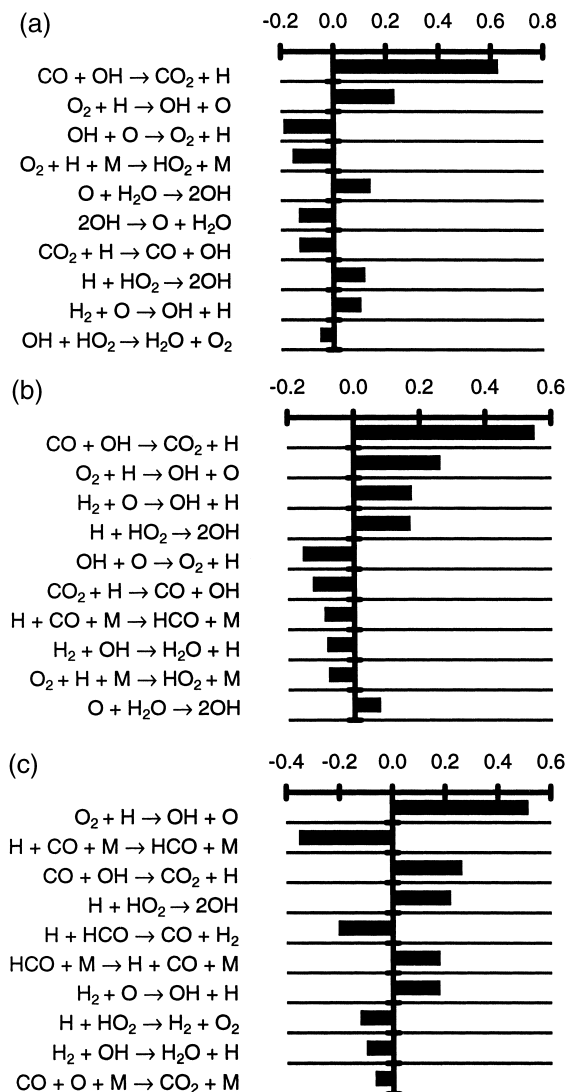 (a)
-0.2 0.0 0.2 0.4 0.6 0.8
CO + OH → CO₂ + H
O₂ + H → OH + O
OH + O → O₂ + H
O₂ + H + M → HO₂ + M
O + H₂O → 2OH
2OH → O + H₂O
CO₂ + H → CO + OH
H + HO₂ → 2OH
H₂ + O → OH + H
OH + HO₂ → H₂O + O₂
(b)
-0.2 0.0 0.2 0.4 0.6
CO + OH → CO₂ + H
O₂ + H → OH + O
H₂ + O → OH + H
H + HO₂ → 2OH
OH + O → O₂ + H
CO₂ + H → CO + OH
H + CO + M → HCO + M
H₂ + OH → H₂O + H
O₂ + H + M → HO₂ + M
O + H₂O → 2OH
(c)
-0.4 -0.2 0.0 0.2 0.4 0.6
O₂ + H → OH + O
H + CO + M → HCO + M
CO + OH → CO₂ + H
H + HO₂ → 2OH
H + HCO → CO + H₂
HCO + M → H + CO + M
H₂ + O → OH + H
H + HO₂ → H₂ + O₂
H₂ + OH → H₂O + H
CO + O + M → CO₂ + M